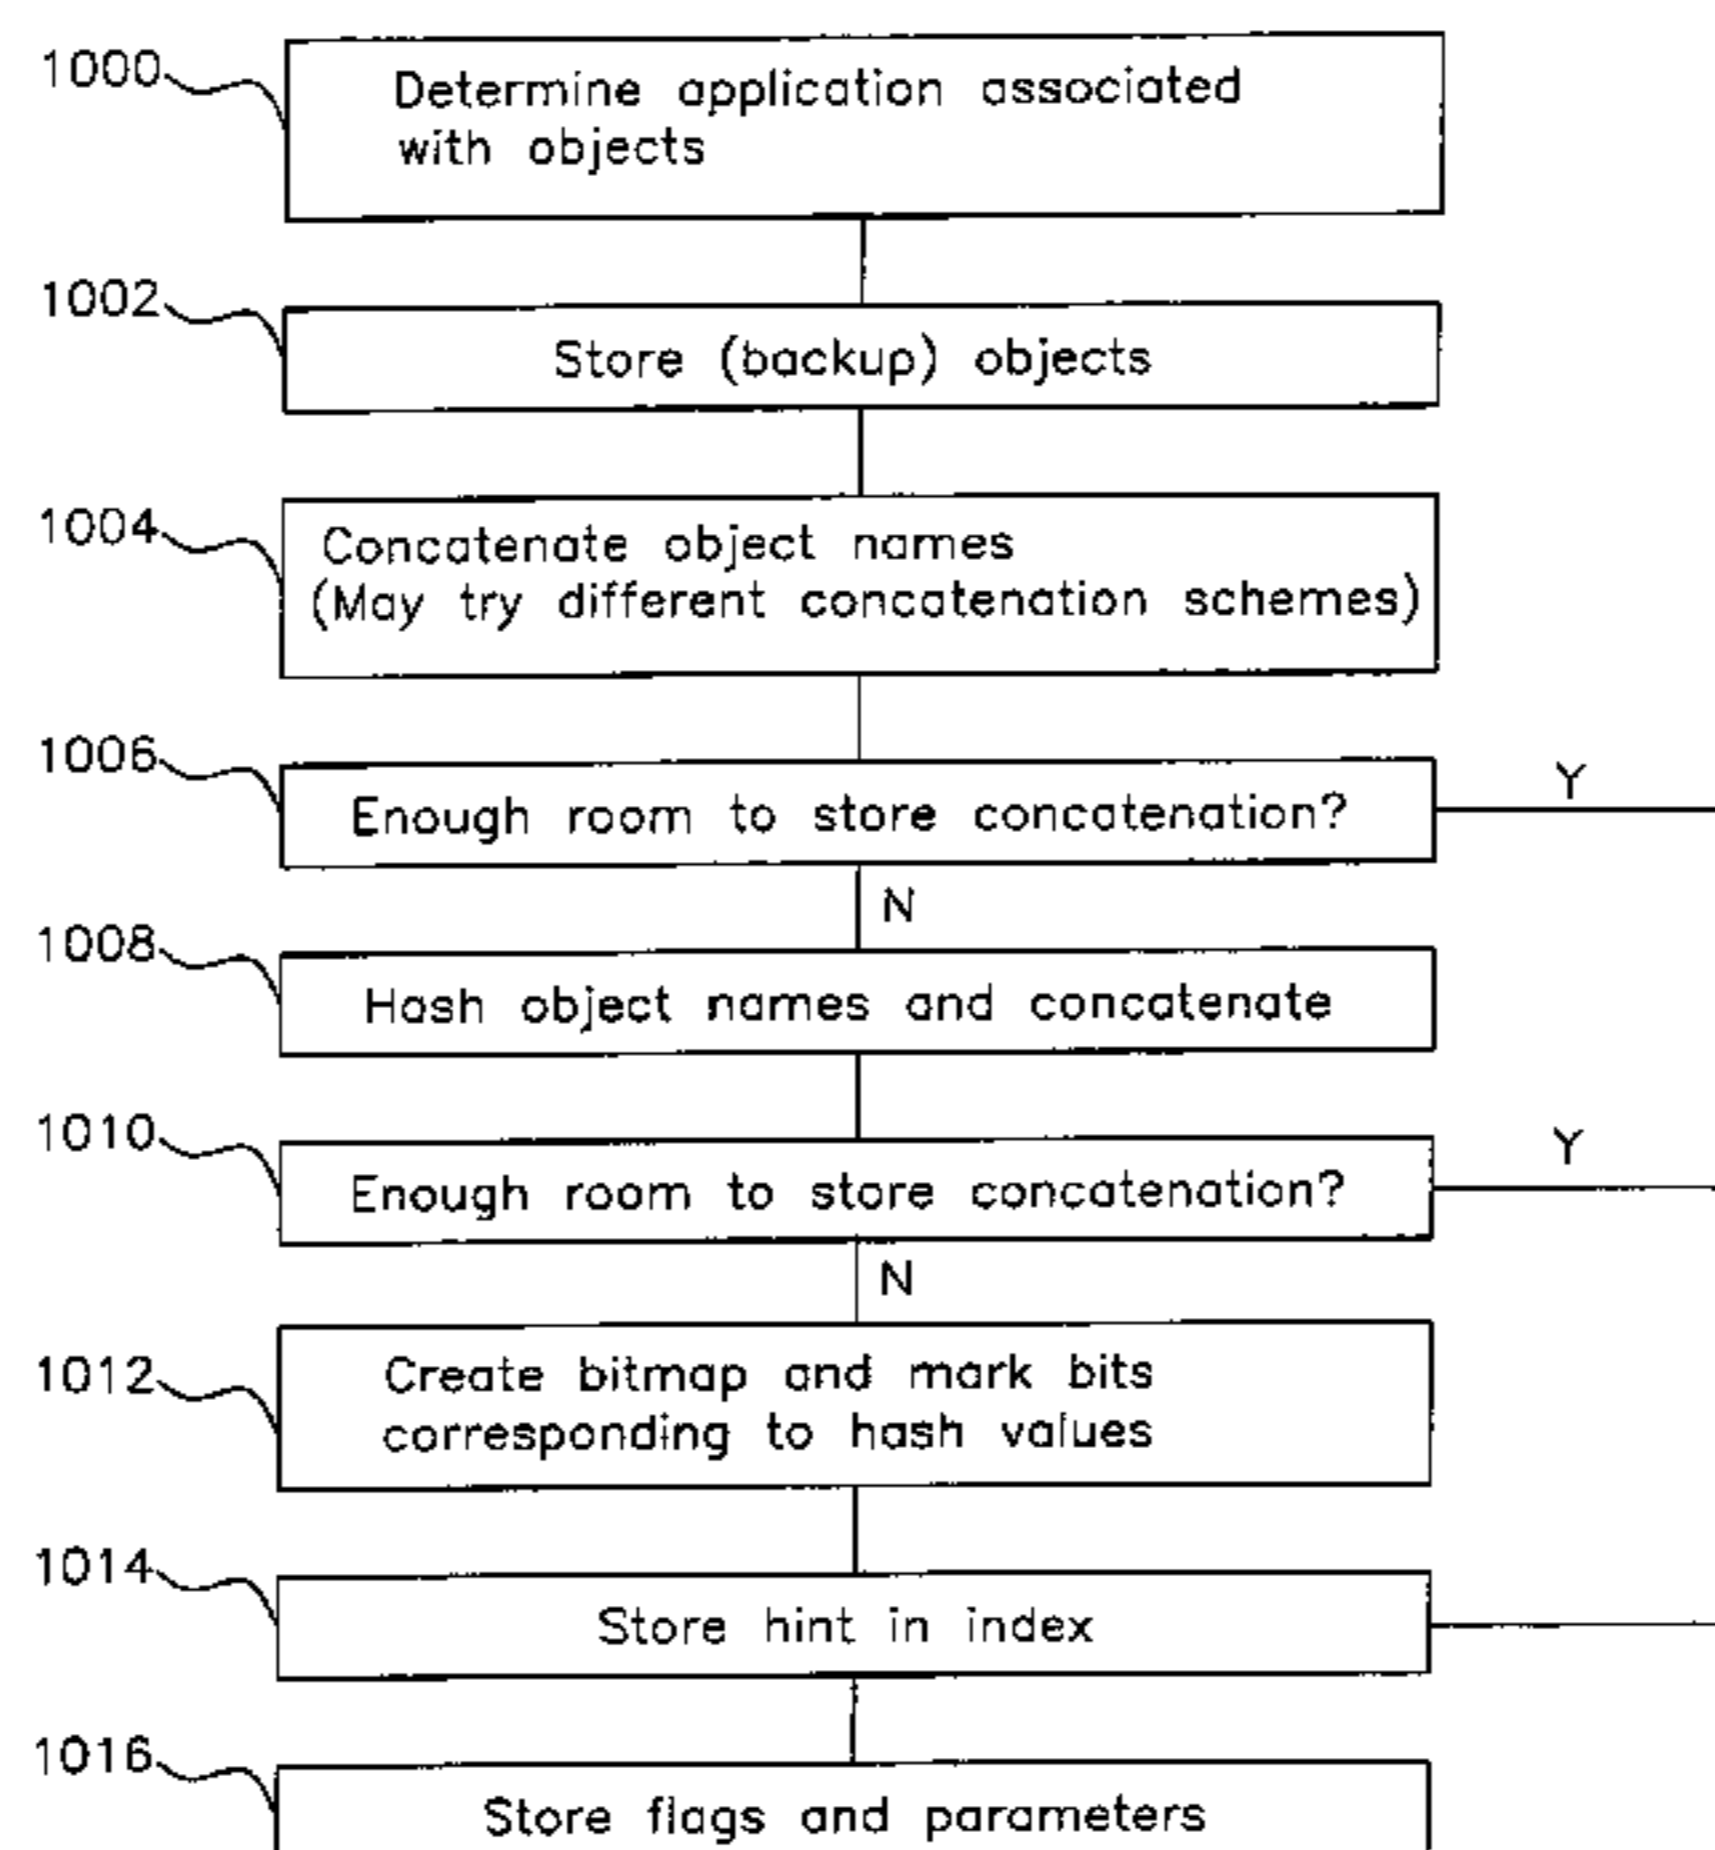 1000
Determine application associated
with objects
1002
Store (backup) objects
1004
Concatenate object names
(May try different concatenation schemes)
1006
Enough room to store concatenation?
Y
N
1008
Hash object names and concatenate
1010
Enough room to store concatenation?
Y
N
1012
Create bitmap and mark bits
corresponding to hash values
1014
Store hint in index
1016
Store flags and parameters